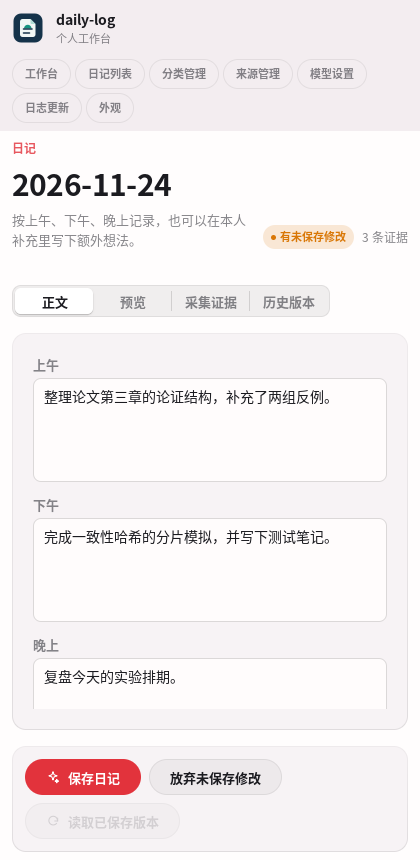 daily-log
个人工作台
工作台
日记列表
分类管理
来源管理
模型设置
日志更新
外观
日记
2026-11-24
按上午、下午、晚上记录，也可以在本人
补充里写下额外想法。
有未保存修改
3 条证据
正文
预览
采集证据
历史版本
上午
整理论文第三章的论证结构，补充了两组反例。
下午
完成一致性哈希的分片模拟，并写下测试笔记。
晚上
复盘今天的实验排期。
保存日记
放弃未保存修改
读取已保存版本